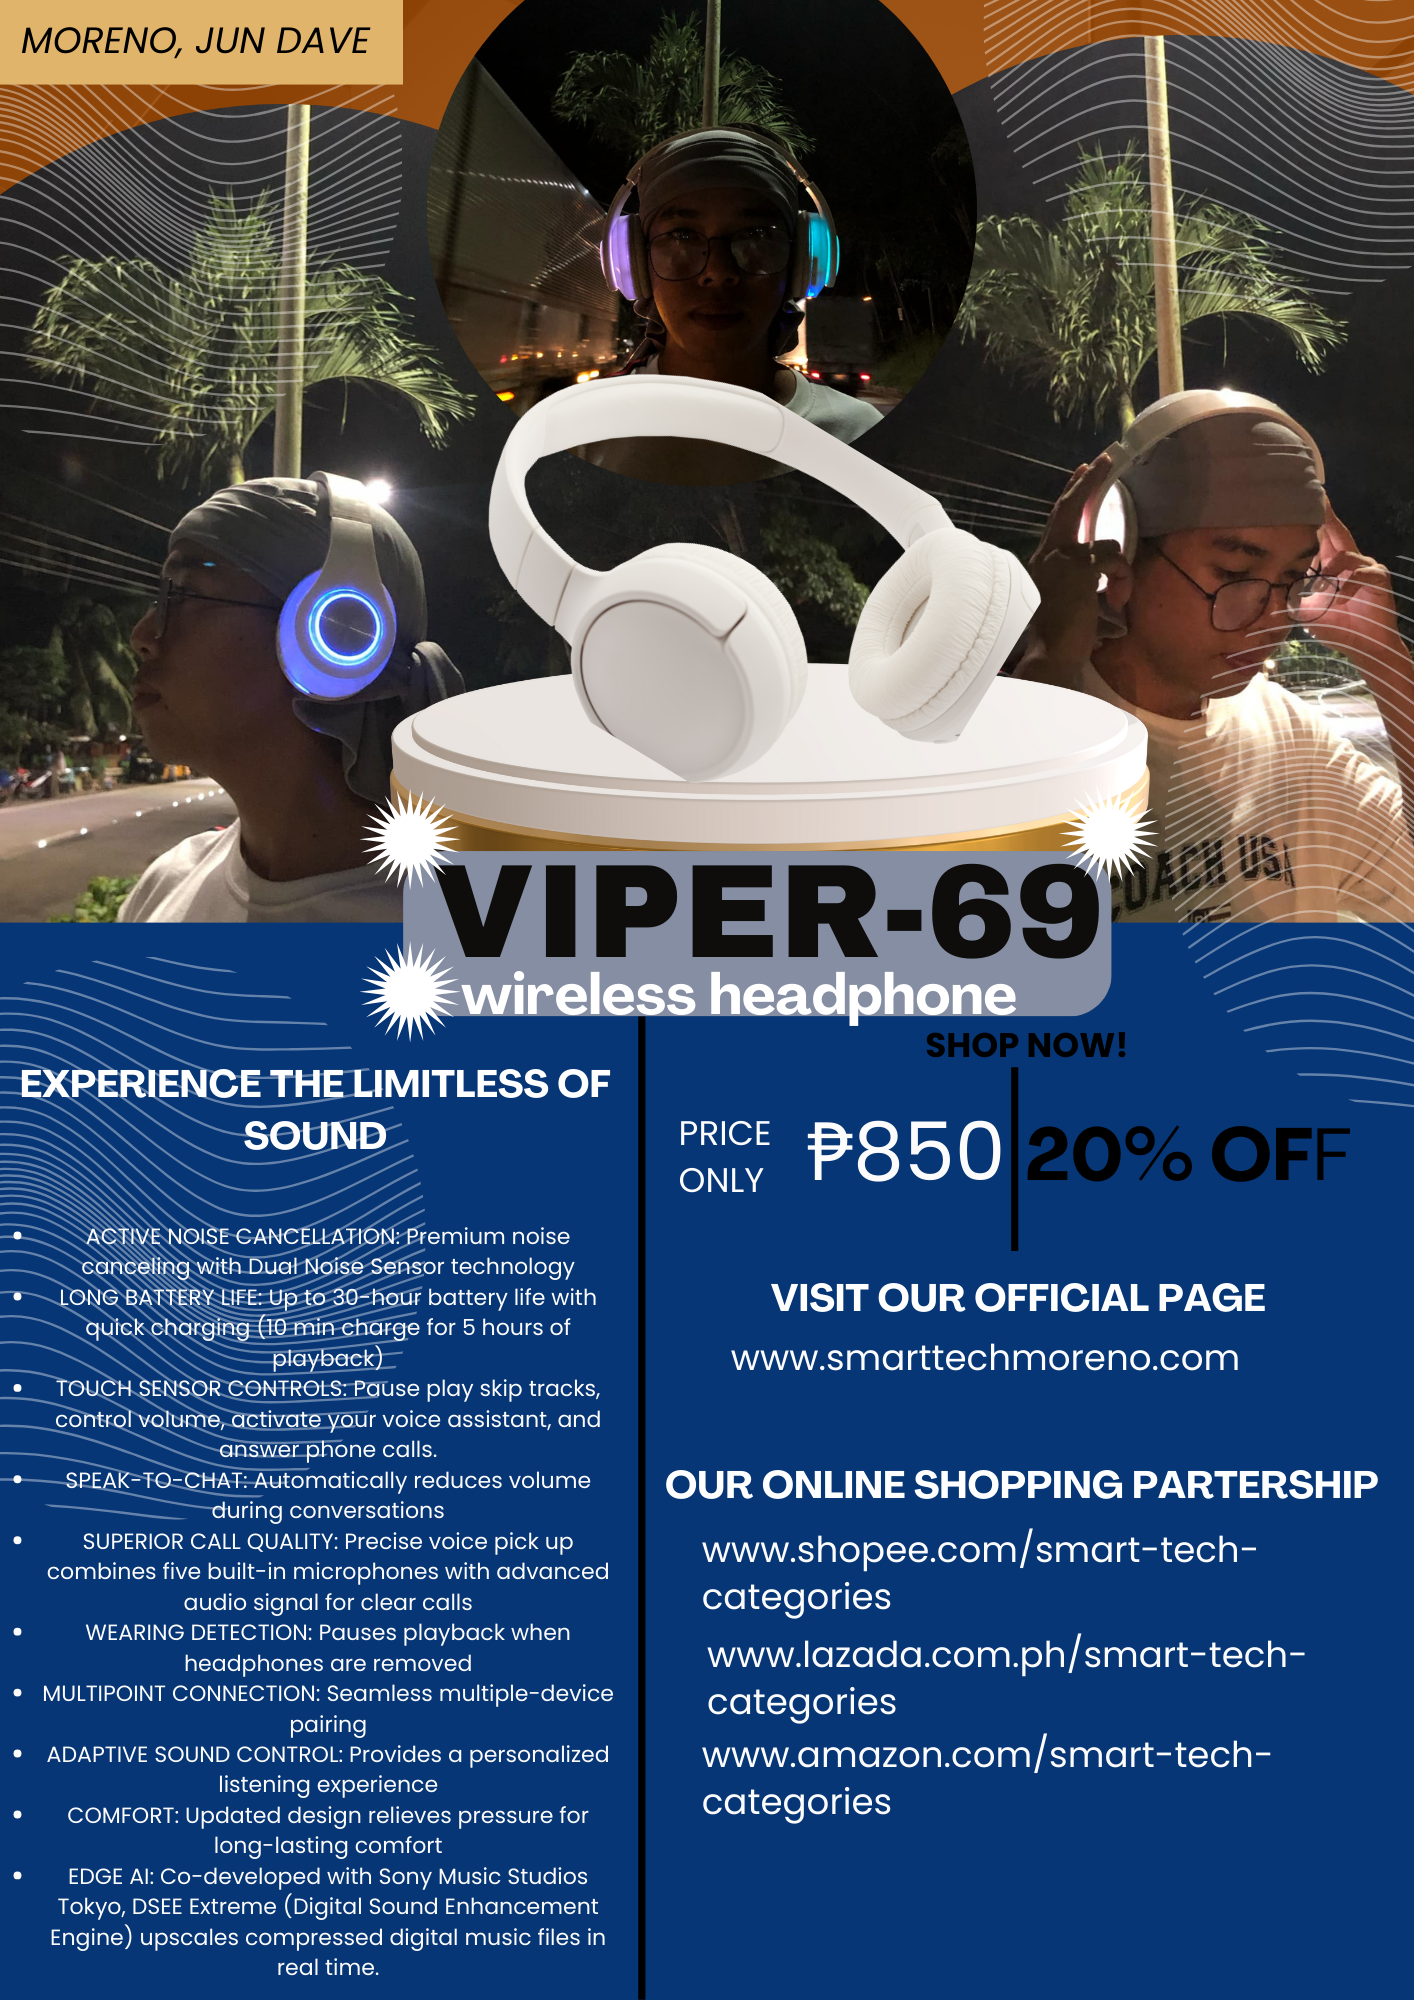 MORENO, JUN DAVE
VIPER-69
wireless headphone
EXPERIENCE THE LIMITLESS OF
SOUND
• ACTIVE NOISE CANCELLATION: Premium noise
canceling with Dual Noise Sensor technology
• LONG BATTERY LIFE: Up to 30-hour battery life with
quick charging (10 min charge for 5 hours of
playback)
• TOUCH SENSOR CONTROLS: Pause play skip tracks,
control volume, activate your voice assistant, and
answer phone calls.
• SPEAK-TO-CHAT: Automatically reduces volume
during conversations
• SUPERIOR CALL QUALITY: Precise voice pick up
combines five built-in microphones with advanced
audio signal for clear calls
• WEARING DETECTION: Pauses playback when
headphones are removed
• MULTIPOINT CONNECTION: Seamless multiple-device
pairing
• ADAPTIVE SOUND CONTROL: Provides a personalized
listening experience
• COMFORT: Updated design relieves pressure for
long-lasting comfort
• EDGE AI: Co-developed with Sony Music Studios
Tokyo, DSEE Extreme (Digital Sound Enhancement
Engine) upscales compressed digital music files in
real time.
SHOP NOW!
PRICE
ONLY
₱850
20% OFF
VISIT OUR OFFICIAL PAGE
www.smarttechmoreno.com
OUR ONLINE SHOPPING PARTERSHIP
www.shopee.com/smart-tech-
categories
www.lazada.com.ph/smart-tech-
categories
www.amazon.com/smart-tech-
categories